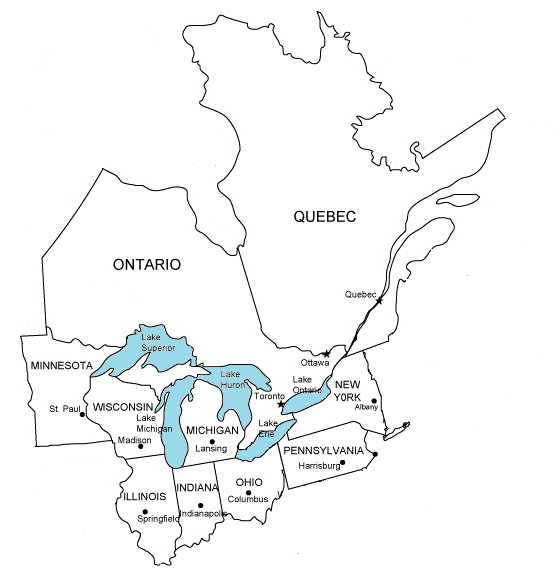 QUEBEC
ONTARIO
Quebec
Lake
Superior
Ottawa
MINNESOTA
Lake
Huron
Lake
Ontario
NEW
Y0RK
Toronto
Albany
St. Paul
WISCONSIN
Lake
Michigan
MICHIGAN
Lake
Erie
Madison
Lansing
PENNSYLVANIA
Harrisburg
ILLINOIS
INDIANA
OHIO
Columbus
Springfield
Indianapolis